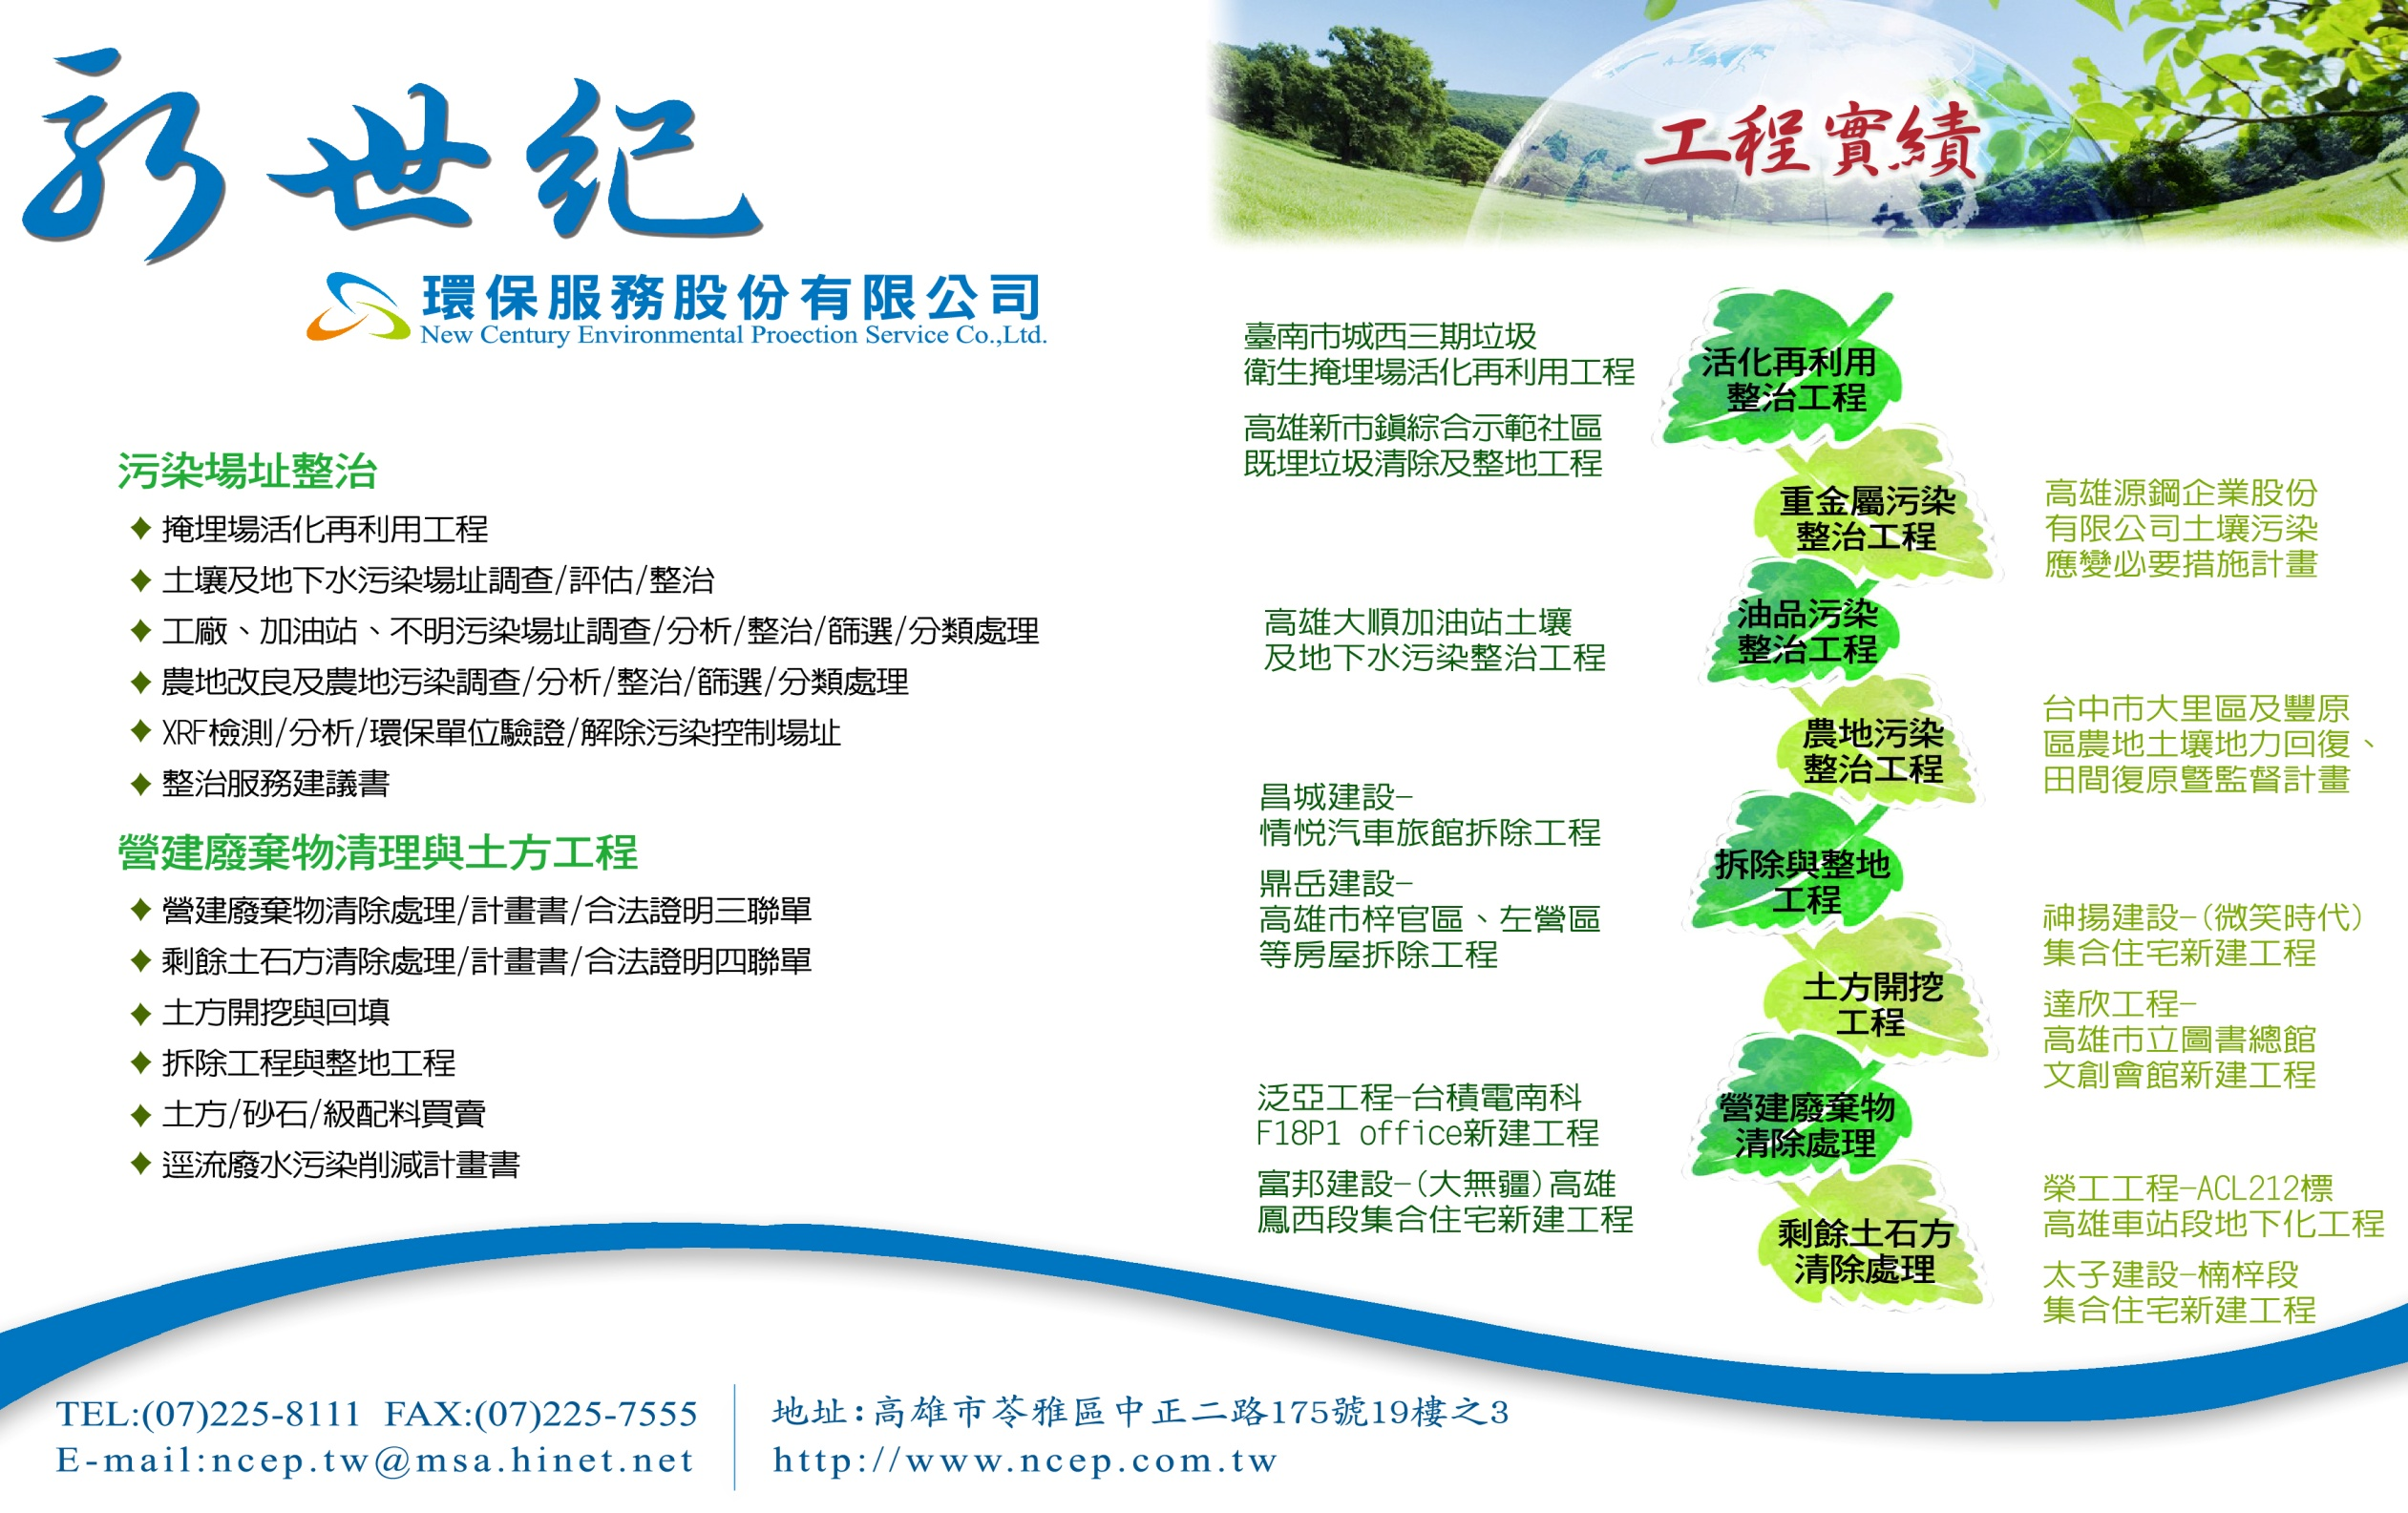 新世纪
環保服務股份有限公司
New Century Environmental Proection Service Co.,Ltd.
污染場址整治
掩埋場活化再利用工程
土壤及地下水污染場址調查/評估/整治
工廠、加油站、不明污染場址調查/分析/整治/篩選/分類處理
農地改良及農地污染調查/分析/整治/篩選/分類處理
XRF檢測/分析/環保單位驗證/解除污染控制場址
整治服務建議書
營建廢棄物清理與土方工程
營建廢棄物清除處理/計畫書/合法證明三聯單
剩餘土石方清除處理/計畫書/合法證明四聯單
土方開挖與回填
拆除工程與整地工程
土方/砂石/級配料買賣
逕流廢水污染削減計畫書
工程實績
活化再利用
整治工程
臺南市城西三期垃圾
衛生掩埋場活化再利用工程
高雄新市鎮綜合示範社區
既埋垃圾清除及整地工程
重金屬污染
整治工程
高雄源鋼企業股份
有限公司土壤污染
應變必要措施計畫
油品污染
整治工程
高雄大順加油站土壤
及地下水污染整治工程
農地污染
整治工程
台中市大里區及豐原
區農地土壤地力回復、
田間復原暨監督計畫
拆除與整地
工程
昌城建設-
情悅汽車旅館拆除工程
鼎岳建設-
高雄市梓官區、左營區
等房屋拆除工程
土方開挖
工程
神揚建設-(微笑時代)
集合住宅新建工程
達欣工程-
高雄市立圖書總館
文創會館新建工程
營建廢棄物
清除處理
泛亞工程-台積電南科
F18P1 office新建工程
富邦建設-(大無疆)高雄
鳳西段集合住宅新建工程
剩餘土石方
清除處理
榮工工程-ACL212標
高雄車站段地下化工程
太子建設-楠梓段
集合住宅新建工程
TEL:(07)225-8111 FAX:(07)225-7555
E-mail:ncep.tw@msa.hinet.net
地址:高雄市苓雅區中正二路175號19樓之3
http://www.ncep.com.tw